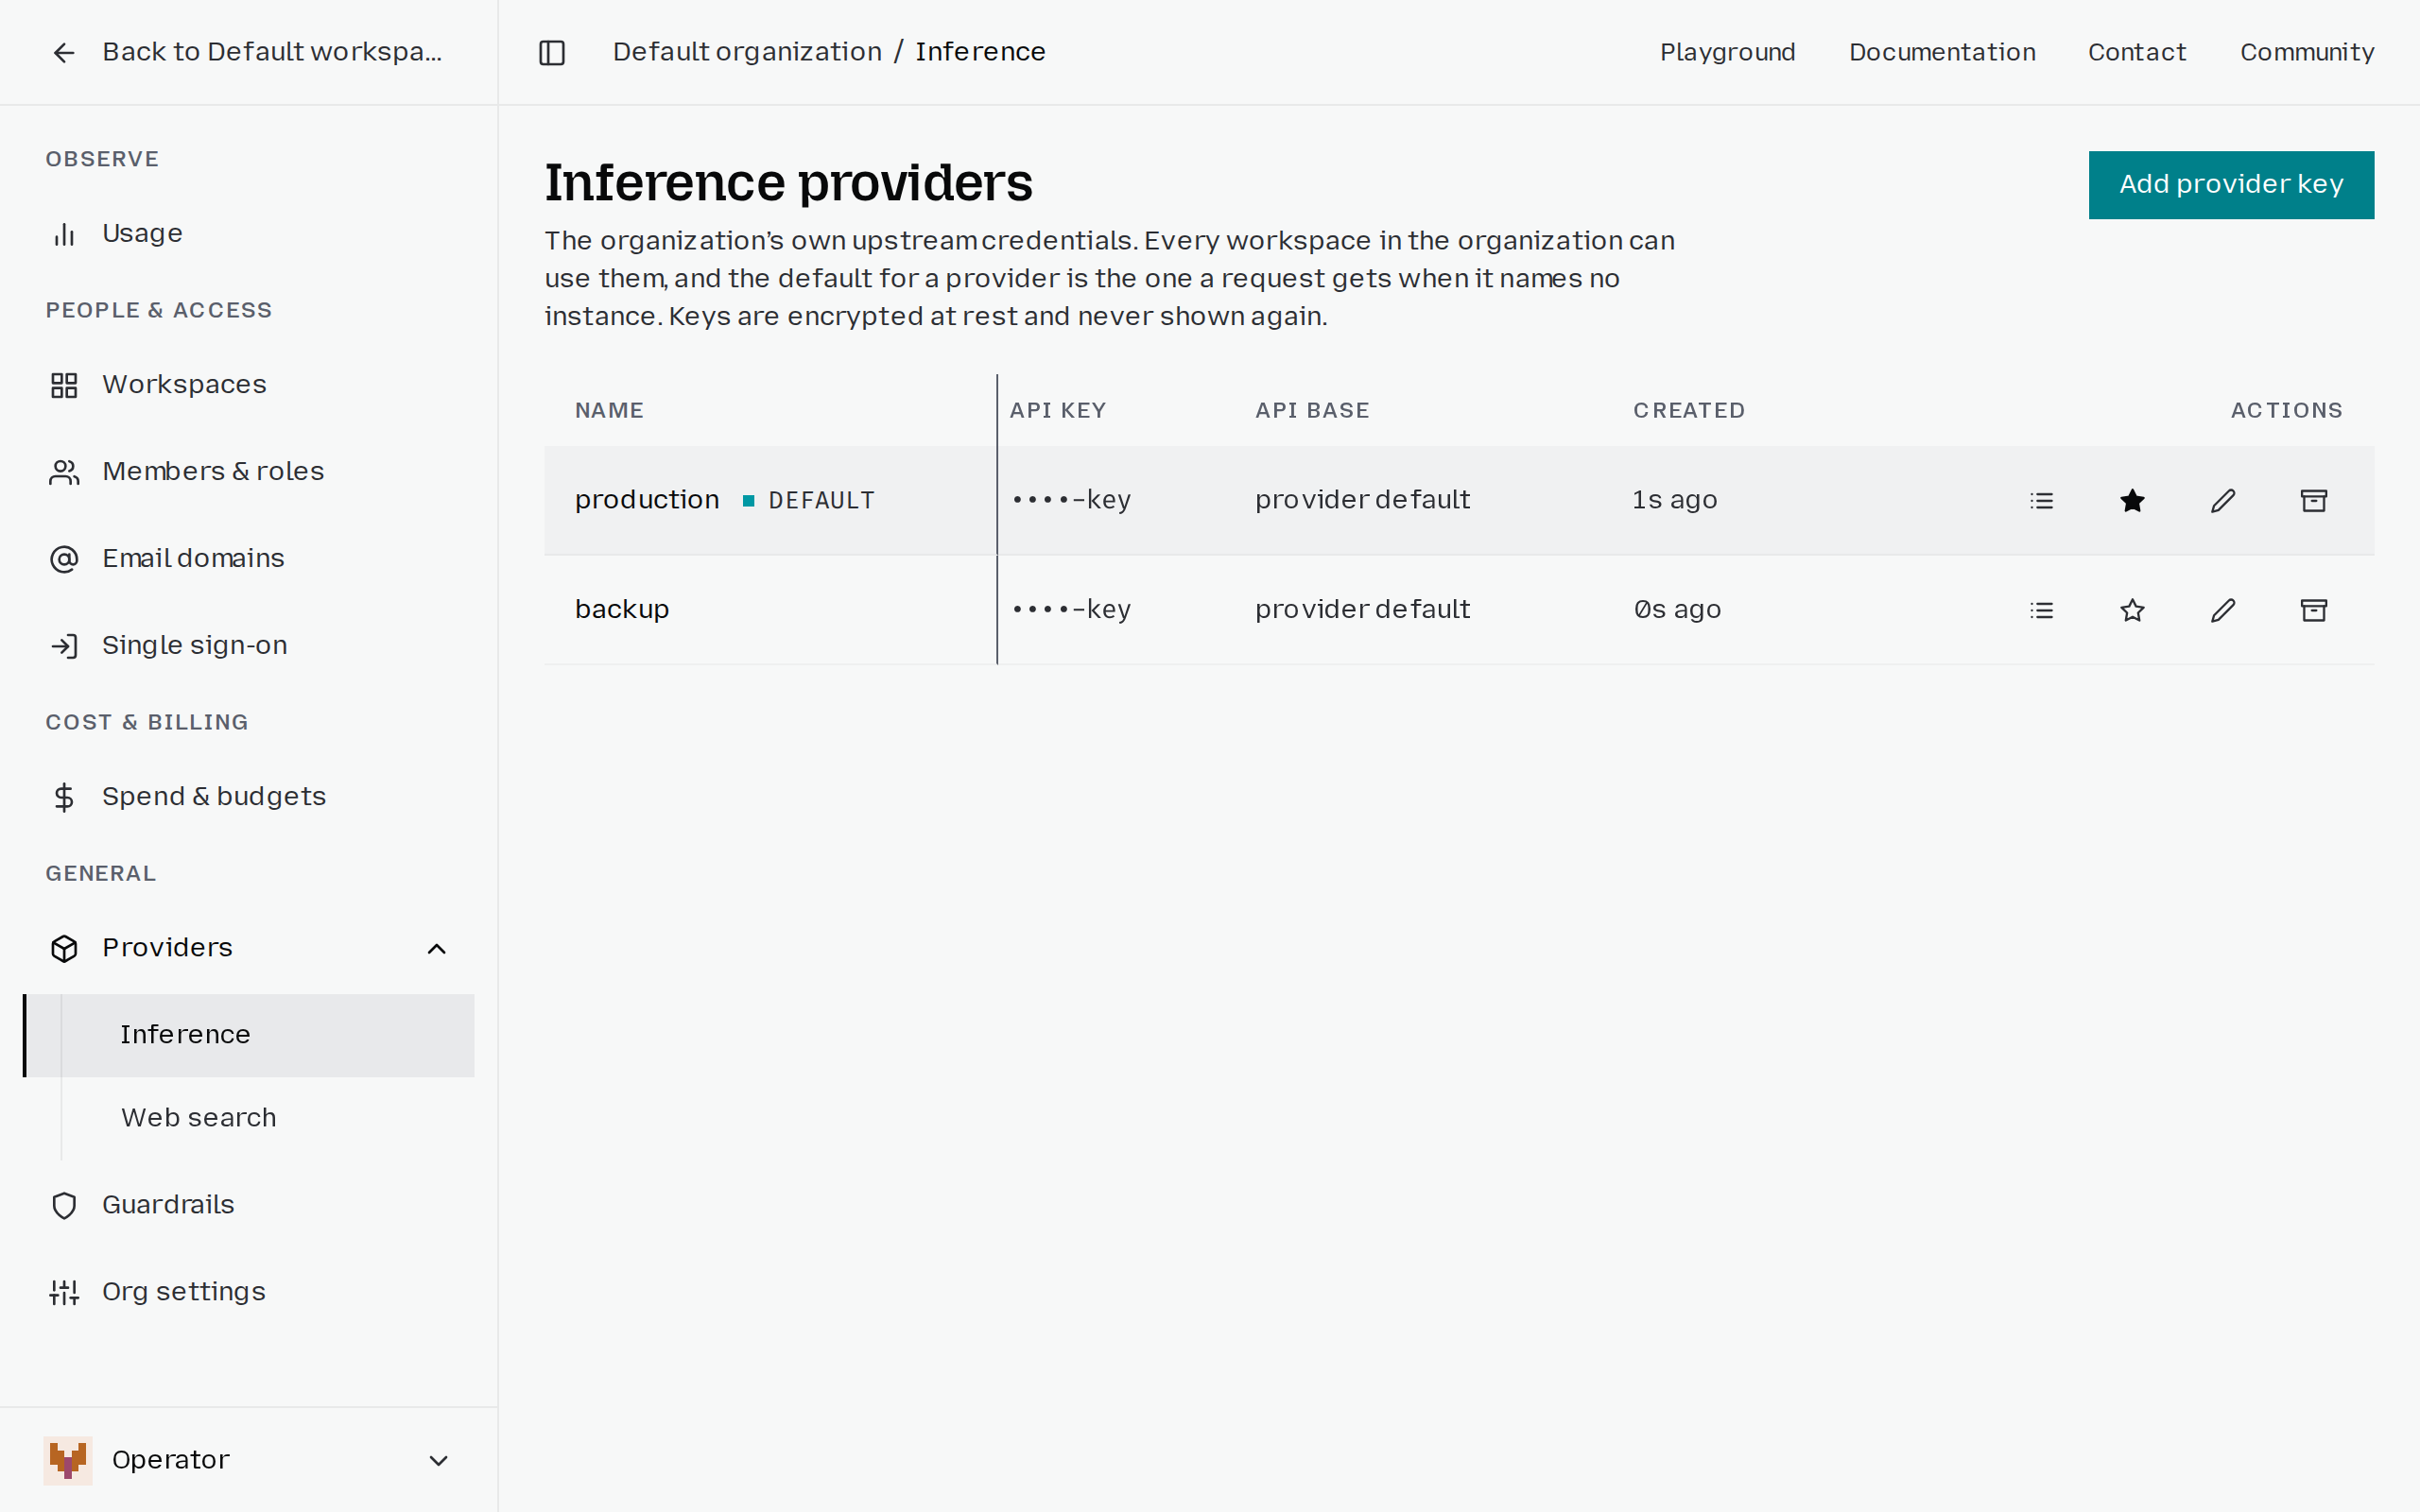 Back to Default workspa...
Default organization / Inference
Playground
Documentation
Contact
Community
OBSERVE
Usage
PEOPLE & ACCESS
Workspaces
Members & roles
Email domains
Single sign-on
COST & BILLING
Spend & budgets
GENERAL
Providers
Inference
Web search
Guardrails
Org settings
Operator
Inference providers
Add provider key
The organization’s own upstream credentials. Every workspace in the organization can
use them, and the default for a provider is the one a request gets when it names no
instance. Keys are encrypted at rest and never shown again.
NAME API KEY API BASE CREATED ACTIONS
production DEFAULT ••••-key provider default 1s ago
backup ••••-key provider default 0s ago